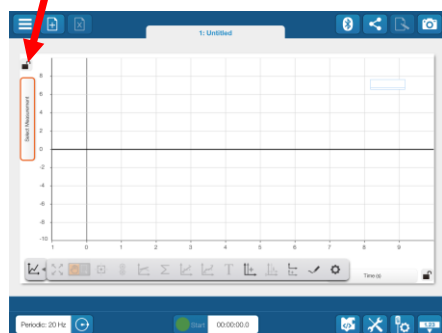 1: Untitled
8
6
4
2
0
-2
-4
-6
-8
-10
Select Measurement
1 0 1 2 3 4 5 6 7 8 9
Time (s)
Periodic: 20 Hz
Start
00:00:00.0